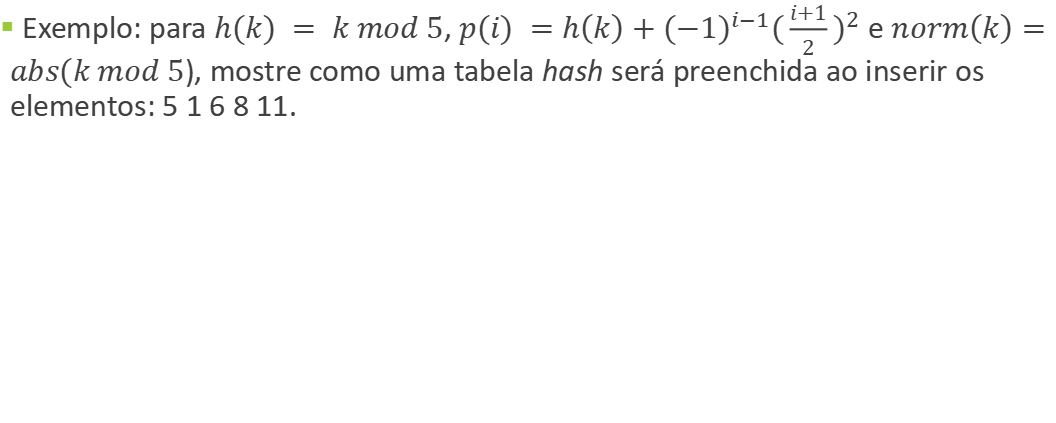 ▪ Exemplo: para ℎ(𝑘) = 𝑘 𝑚𝑜𝑑 5, 𝑝(𝑖) = ℎ(𝑘) + (−1)^{𝑖−1}(\frac{𝑖+1}{2})^2 e 𝑛𝑜𝑟𝑚(𝑘) =
𝑎𝑏𝑠(𝑘 𝑚𝑜𝑑 5), mostre como uma tabela hash será preenchida ao inserir os
elementos: 5 1 6 8 11.